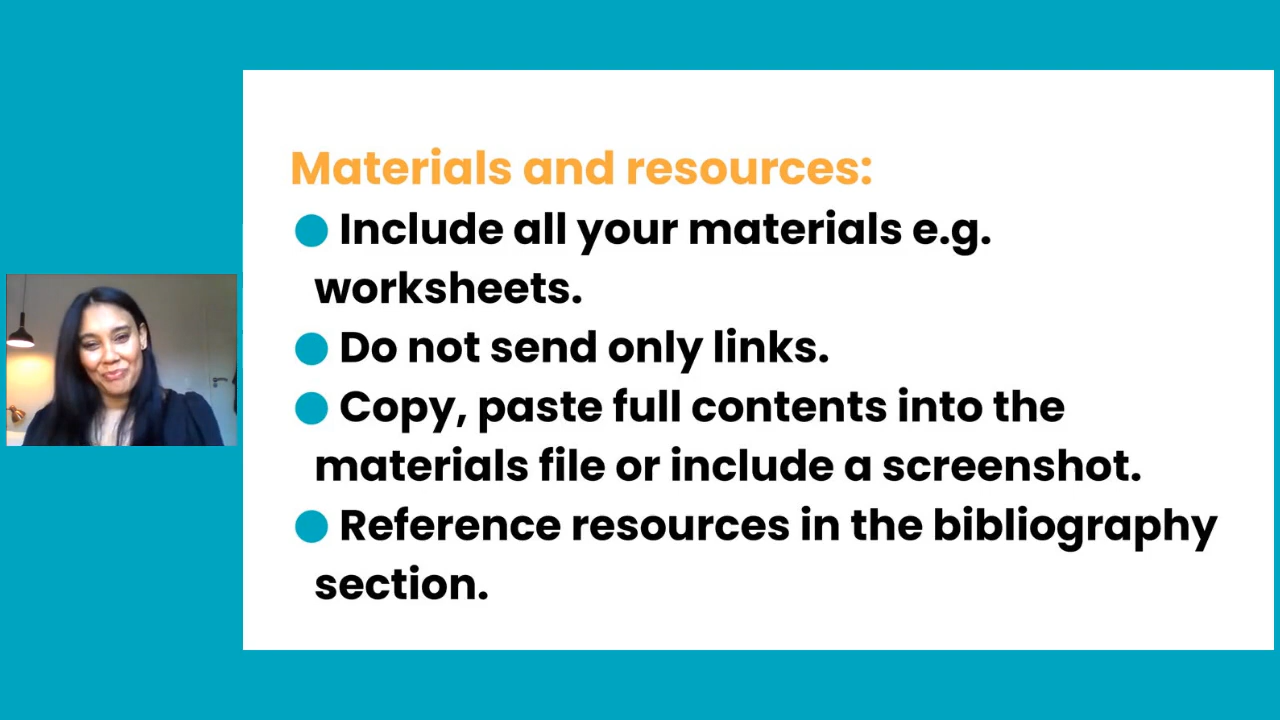 Materials and resources:
● Include all your materials e.g.
worksheets.
● Do not send only links.
● Copy, paste full contents into the
materials file or include a screenshot.
● Reference resources in the bibliography
section.